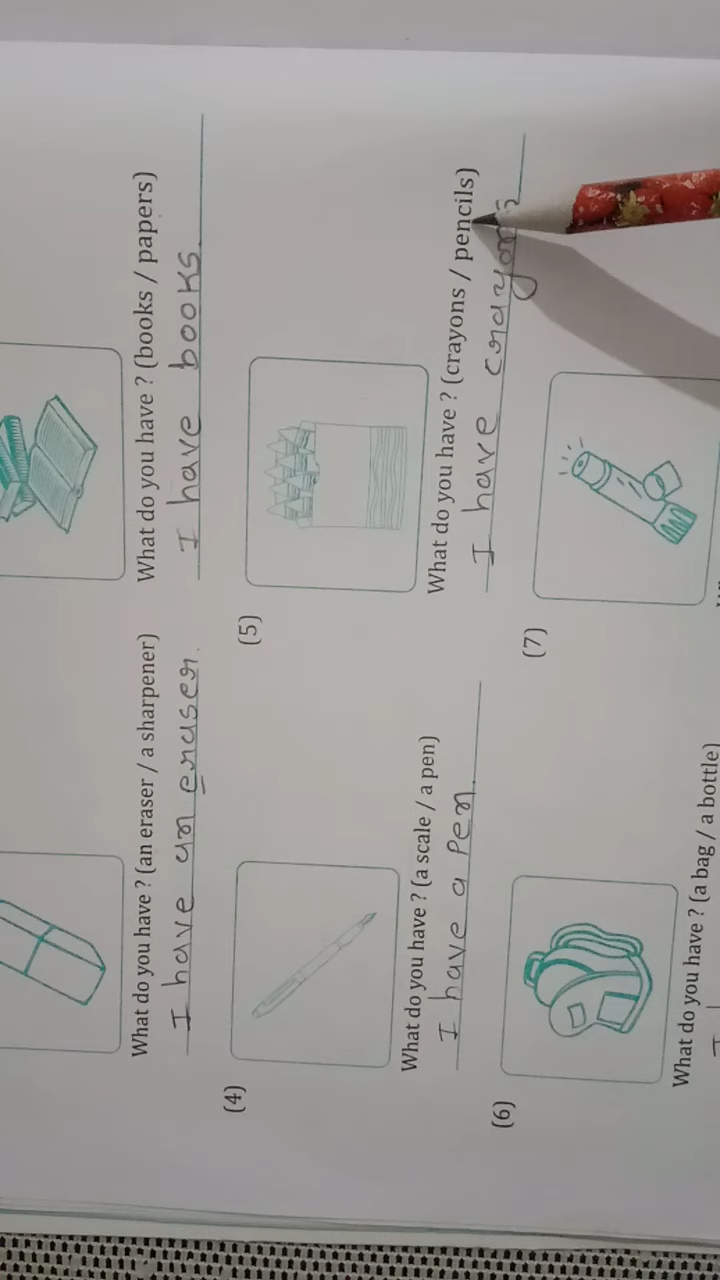 What do you have ? (an eraser / a sharpener)
I have an eraser.
What do you have ? (books / papers)
I have books.
(4)
What do you have ? (a scale / a pen)
I have a pen.
(5)
What do you have ? (crayons / pencils)
I have crayons
(6)
What do you have ? (a bag / a bottle)
I
(7)